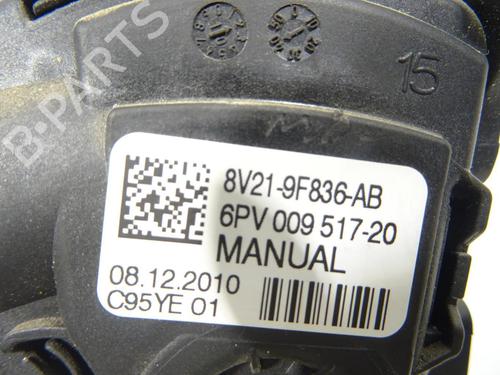 B-PARTS
15
8V21-9F836-AB
6PV 009 517-20
MANUAL
08.12.2010
C95YE 01